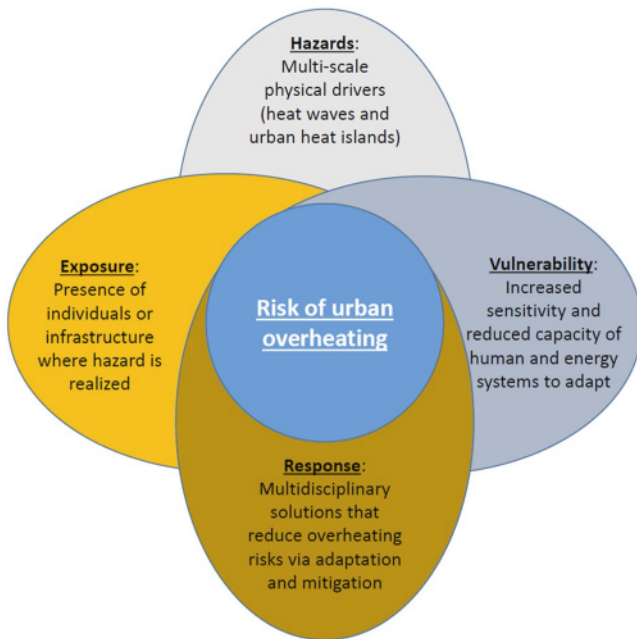 Hazards:
Multi-scale
physical drivers
(heat waves and
urban heat islands)
Exposure:
Presence of
individuals or
infrastructure
where hazard is
realized
Risk of urban
overheating
Vulnerability:
Increased
sensitivity and
reduced capacity of
human and energy
systems to adapt
Response:
Multidisciplinary
solutions that
reduce overheating
risks via adaptation
and mitigation